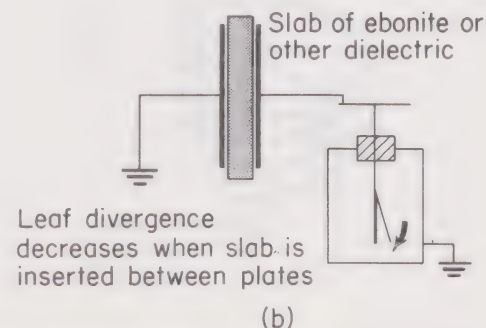 Slab of ebonite or
other dielectric
Leaf divergence
decreases when slab is
inserted between plates
(b)